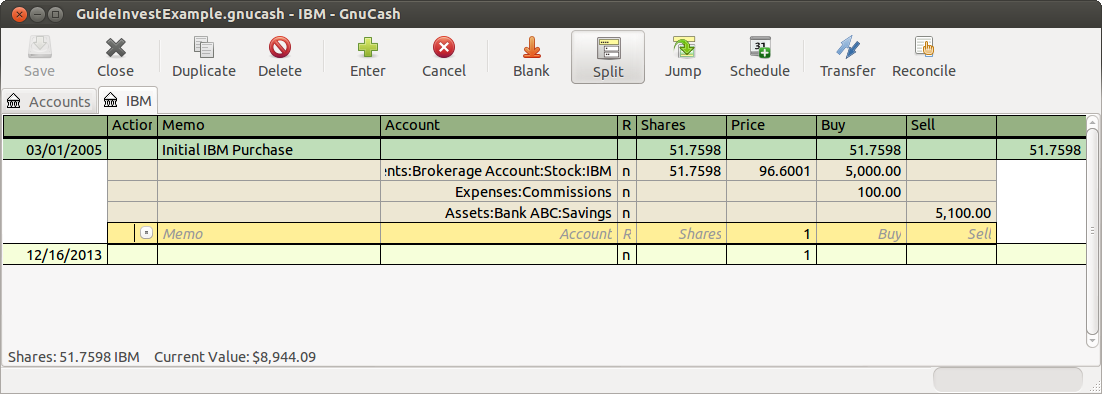 GuideInvestExample.gnucash - IBM - GnuCash
Save Close Duplicate Delete Enter Cancel Blank Split Jump Schedule Transfer Reconcile
Accounts IBM
Action Memo Account R Shares Price Buy Sell
03/01/2005 Initial IBM Purchase 51.7598 51.7598 51.7598
ents:Brokerage Account:Stock:IBM n 51.7598 96.6001 5,000.00
Expenses:Commissions n 100.00
Assets:Bank ABC:Savings n 5,100.00
Memo Account R Shares 1 Buy Sell
12/16/2013 n 1
Shares: 51.7598 IBM Current Value: $8,944.09